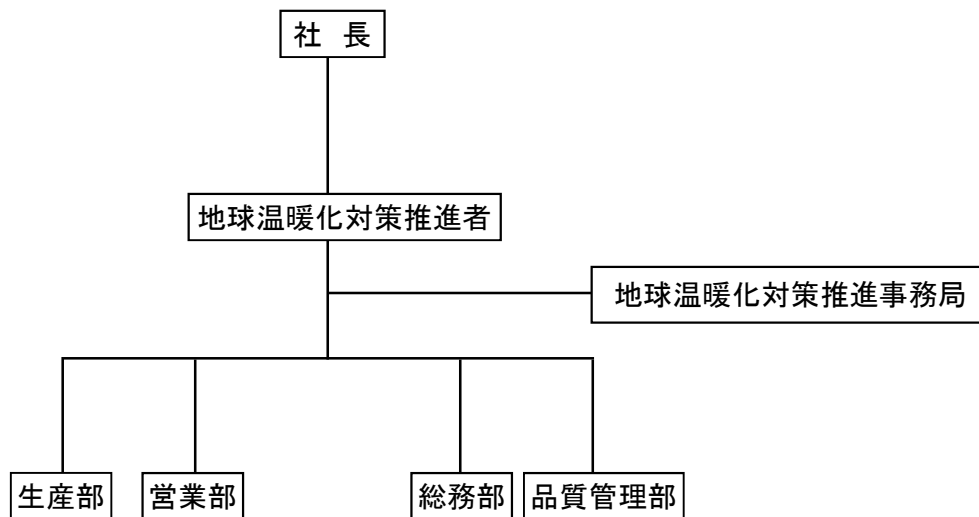 社 長
地球温暖化対策推進者
地球温暖化対策推進事務局
生産部
営業部
総務部
品質管理部